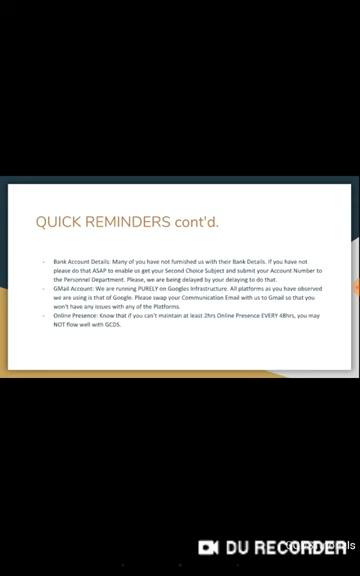 QUICK REMINDERS cont'd.
- Bank Account Details: Many of you have not furnished us with their Bank Details. If you have not
please do that ASAP to enable us get your Second Choice Subject and submit your Account Number to
the Personnel Department. Please, we are being delayed by your delaying to do that.
- GMail Account: We are running PURELY on Googles Infrastructure. All platforms as you have observed
we are using is that of Google. Please swap your Communication Email with us to Gmail so that you
won't have any issues with any of the Platforms.
- Online Presence: Know that if you can't maintain at least 2hrs Online Presence EVERY 48hrs, you may
NOT flow well with GCDS.
DU RECORDER